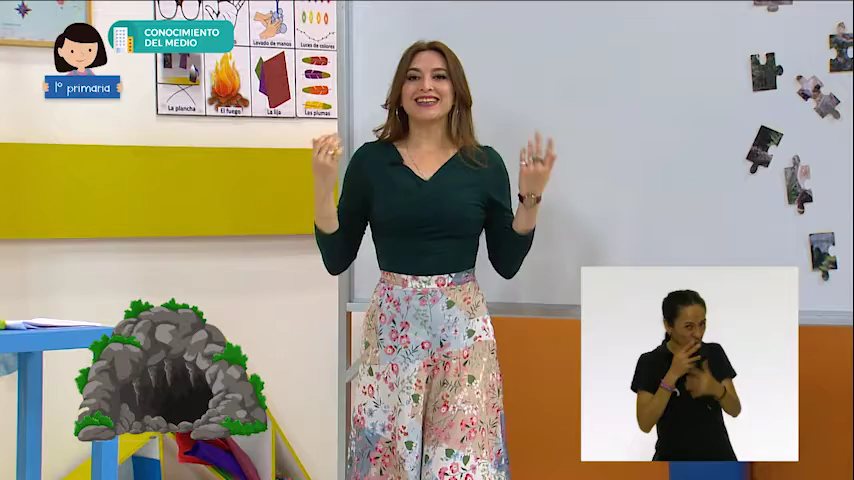 CONOCIMIENTO
DEL MEDIO
1° primaria
Lavado de manos
Luces de colores
La plancha
El fuego
La lija
Las plumas